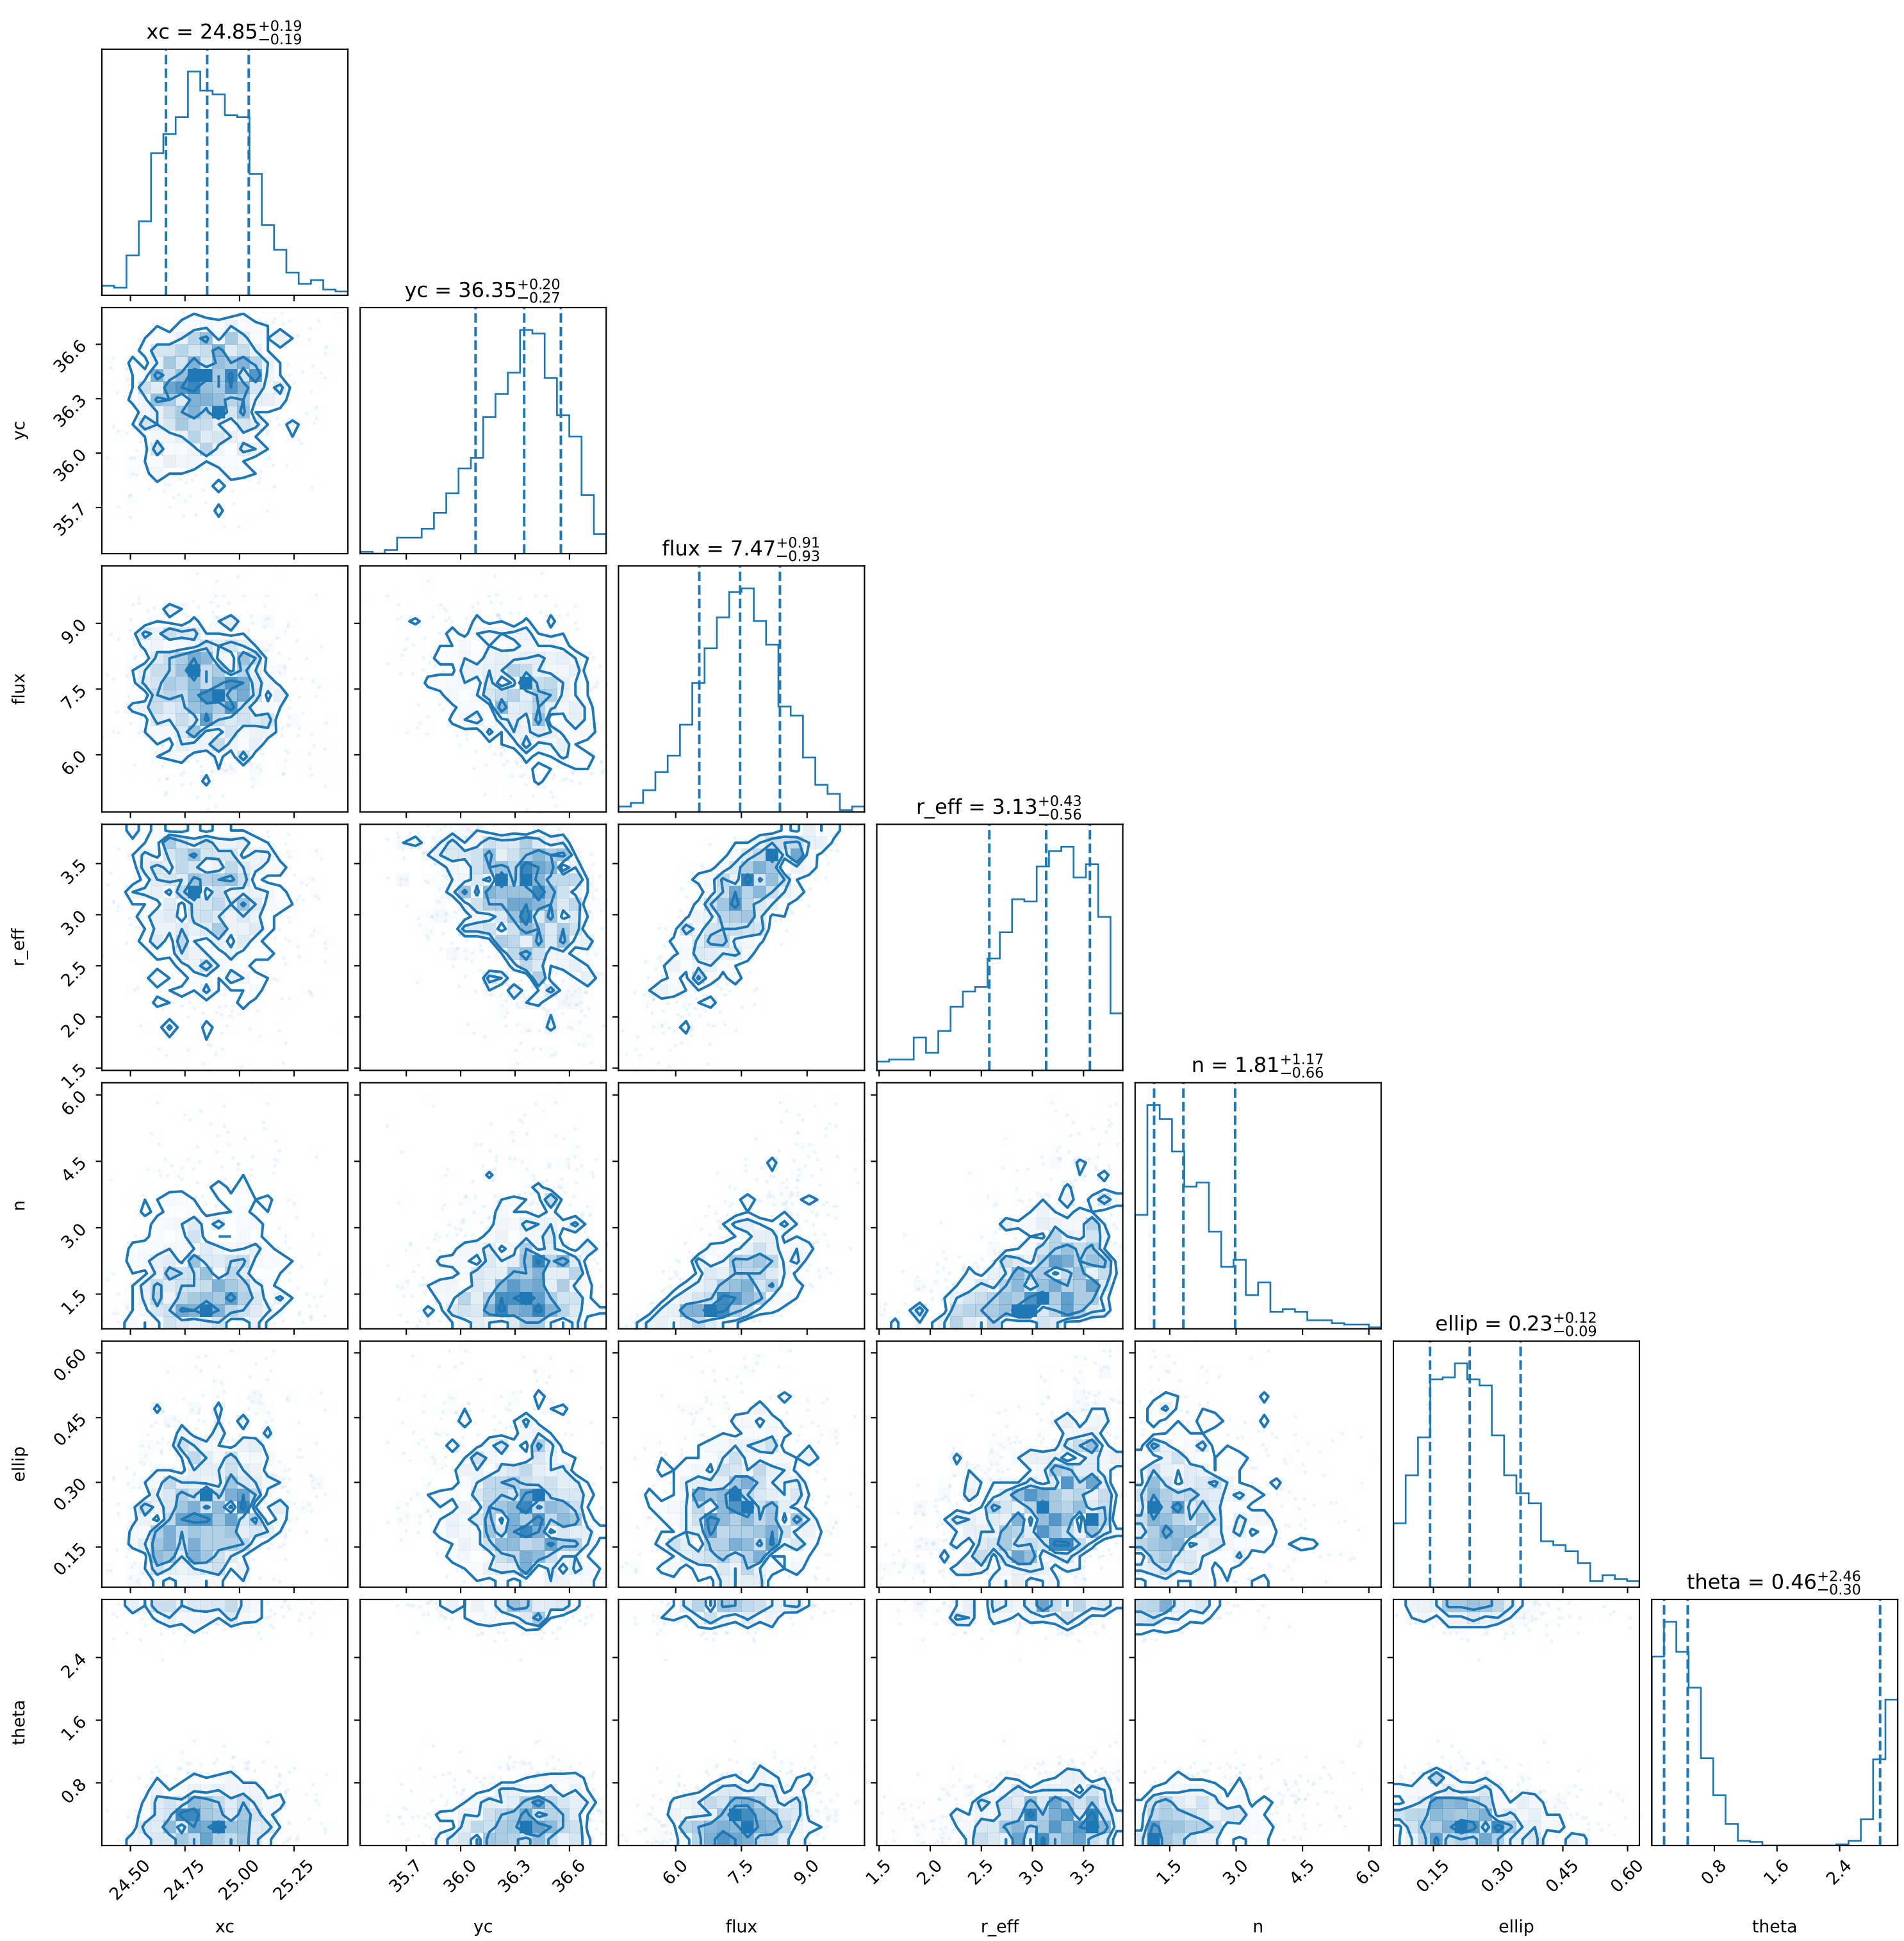 xc = 24.85 +0.19 −0.19
yc = 36.35 +0.20 −0.27
36.6
36.3
36.0
35.7
yc
flux = 7.47 +0.91 −0.93
9.0
7.5
6.0
flux
r_eff = 3.13 +0.43 −0.56
3.5
3.0
2.5
2.0
1.5
r_eff
n = 1.81 +1.17 −0.66
6.0
4.5
3.0
1.5
n
ellip = 0.23 +0.12 −0.09
0.60
0.45
0.30
0.15
ellip
theta = 0.46 +2.46 −0.30
2.4
1.6
0.8
theta
24.50 24.75 25.00 25.25 35.7 36.0 36.3 36.6 6.0 7.5 9.0 1.5 2.0 2.5 3.0 3.5 1.5 3.0 4.5 6.0 0.15 0.30 0.45 0.60 0.8 1.6 2.4
xc yc flux r_eff n ellip theta